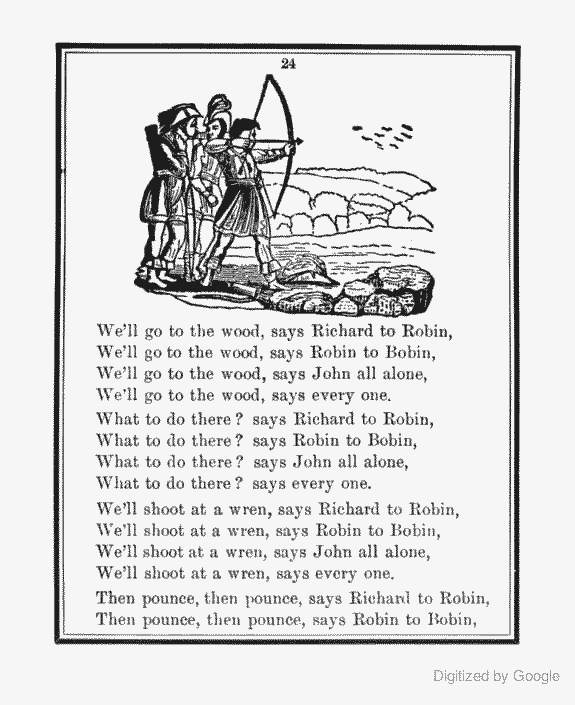 24
We'll go to the wood, says Richard to Robin,
We'll go to the wood, says Robin to Bobin,
We'll go to the wood, says John all alone,
We'll go to the wood, says every one.
What to do there? says Richard to Robin,
What to do there? says Robin to Bobin,
What to do there? says John all alone,
What to do there? says every one.
We'll shoot at a wren, says Richard to Robin,
We'll shoot at a wren, says Robin to Bobin,
We'll shoot at a wren, says John all alone,
We'll shoot at a wren, says every one.
Then pounce, then pounce, says Richard to Robin,
Then pounce, then pounce, says Robin to Bobin,
Digitized by Google